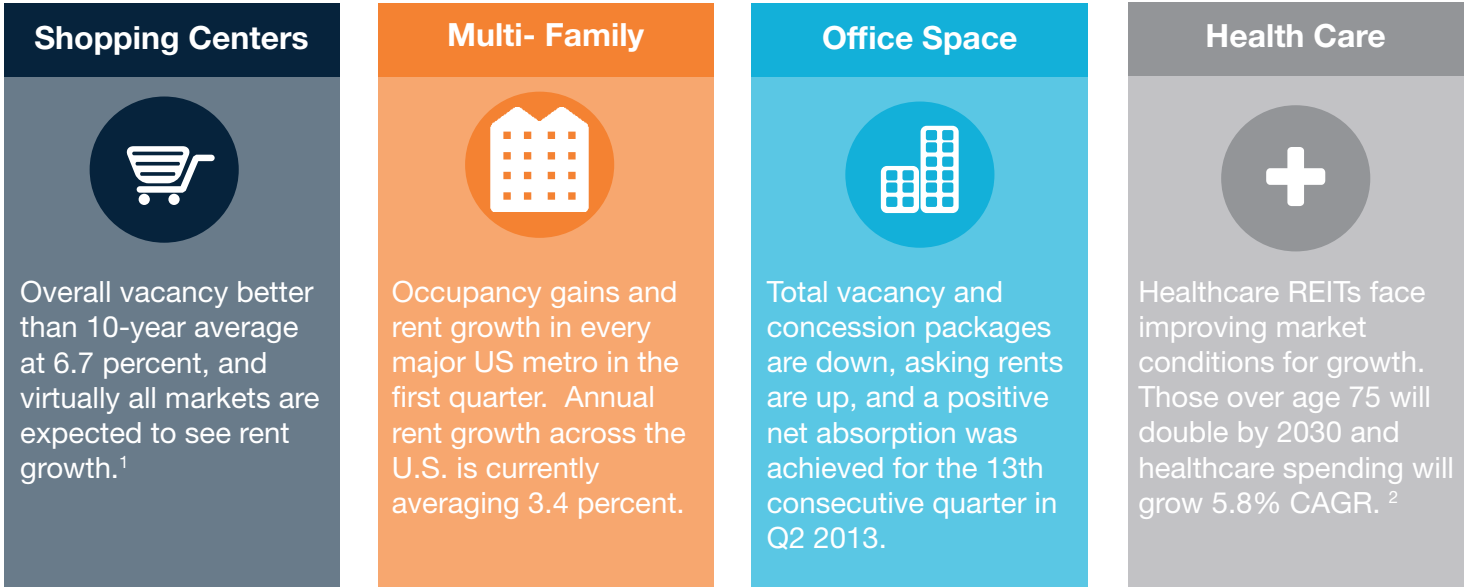 Shopping Centers
Overall vacancy better
than 10-year average
at 6.7 percent, and
virtually all markets are
expected to see rent
growth.1
Multi- Family
Occupancy gains and
rent growth in every
major US metro in the
first quarter.  Annual
rent growth across the
U.S. is currently
averaging 3.4 percent.
Office Space
Total vacancy and
concession packages
are down, asking rents
are up, and a positive
net absorption was
achieved for the 13th
consecutive quarter in
Q2 2013.
Health Care
Healthcare REITs face
improving market
conditions for growth.
Those over age 75 will
double by 2030 and
healthcare spending will
grow 5.8% CAGR. 2